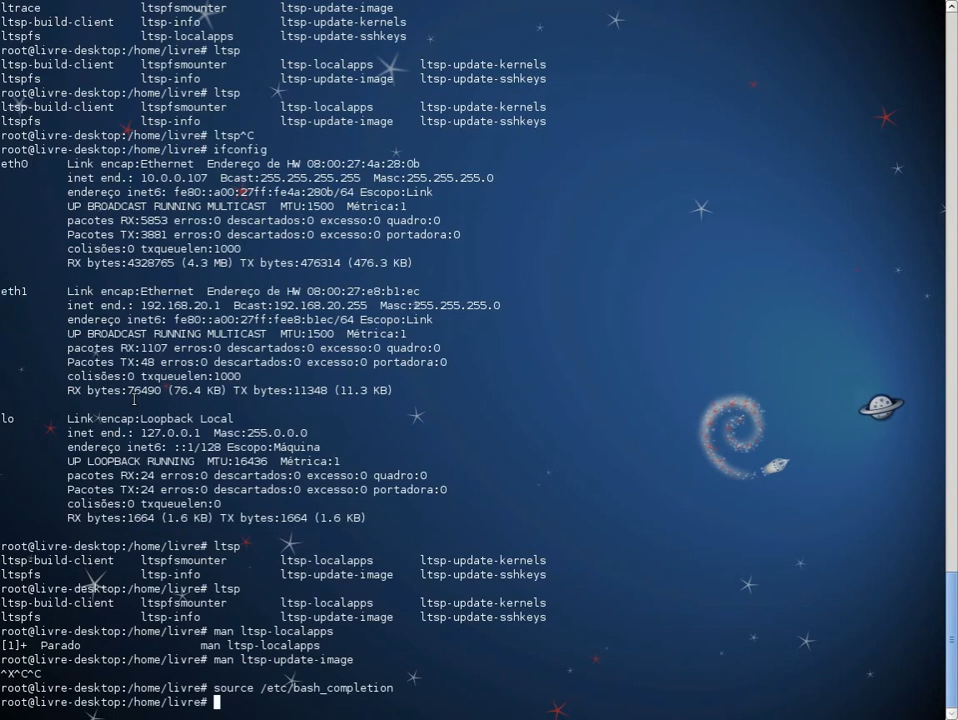 ltrace ltspfsmounter ltsp-update-image
ltsp-build-client ltsp-info ltsp-update-kernels
ltspfs ltsp-localapps ltsp-update-sshkeys
root@livre-desktop:/home/livre# ltsp
ltsp-build-client ltspfsmounter ltsp-localapps ltsp-update-kernels
ltspfs ltsp-info ltsp-update-image ltsp-update-sshkeys
root@livre-desktop:/home/livre# ltsp
ltsp-build-client ltspfsmounter ltsp-localapps ltsp-update-kernels
ltspfs ltsp-info ltsp-update-image ltsp-update-sshkeys
root@livre-desktop:/home/livre# ltsp^C
root@livre-desktop:/home/livre# ifconfig
eth0 Link encap:Ethernet Endereço de HW 08:00:27:4a:28:0b
inet end.: 10.0.0.107 Bcast:255.255.255.255 Masc:255.255.255.0
endereço inet6: fe80::a00:27ff:fe4a:280b/64 Escopo:Link
UP BROADCAST RUNNING MULTICAST MTU:1500 Métrica:1
pacotes RX:5853 erros:0 descartados:0 excesso:0 quadro:0
Pacotes TX:3881 erros:0 descartados:0 excesso:0 portadora:0
colisões:0 txqueuelen:1000
RX bytes:4328765 (4.3 MB) TX bytes:476314 (476.3 KB)
eth1 Link encap:Ethernet Endereço de HW 08:00:27:e8:b1:ec
inet end.: 192.168.20.1 Bcast:192.168.20.255 Masc:255.255.255.0
endereço inet6: fe80::a00:27ff:fee8:b1ec/64 Escopo:Link
UP BROADCAST RUNNING MULTICAST MTU:1500 Métrica:1
pacotes RX:1107 erros:0 descartados:0 excesso:0 quadro:0
Pacotes TX:48 erros:0 descartados:0 excesso:0 portadora:0
colisões:0 txqueuelen:1000
RX bytes:76490 (76.4 KB) TX bytes:11348 (11.3 KB)
lo Link encap:Loopback Local
inet end.: 127.0.0.1 Masc:255.0.0.0
endereço inet6: ::1/128 Escopo:Máquina
UP LOOPBACK RUNNING MTU:16436 Métrica:1
pacotes RX:24 erros:0 descartados:0 excesso:0 quadro:0
Pacotes TX:24 erros:0 descartados:0 excesso:0 portadora:0
colisões:0 txqueuelen:0
RX bytes:1664 (1.6 KB) TX bytes:1664 (1.6 KB)
root@livre-desktop:/home/livre# ltsp
ltsp-build-client ltspfsmounter ltsp-localapps ltsp-update-kernels
ltspfs ltsp-info ltsp-update-image ltsp-update-sshkeys
root@livre-desktop:/home/livre# ltsp
ltsp-build-client ltspfsmounter ltsp-localapps ltsp-update-kernels
ltspfs ltsp-info ltsp-update-image ltsp-update-sshkeys
root@livre-desktop:/home/livre# man ltsp-localapps
[1]+ Parado man ltsp-localapps
root@livre-desktop:/home/livre# man ltsp-update-image
^X^C^C
root@livre-desktop:/home/livre# source /etc/bash_completion
root@livre-desktop:/home/livre#